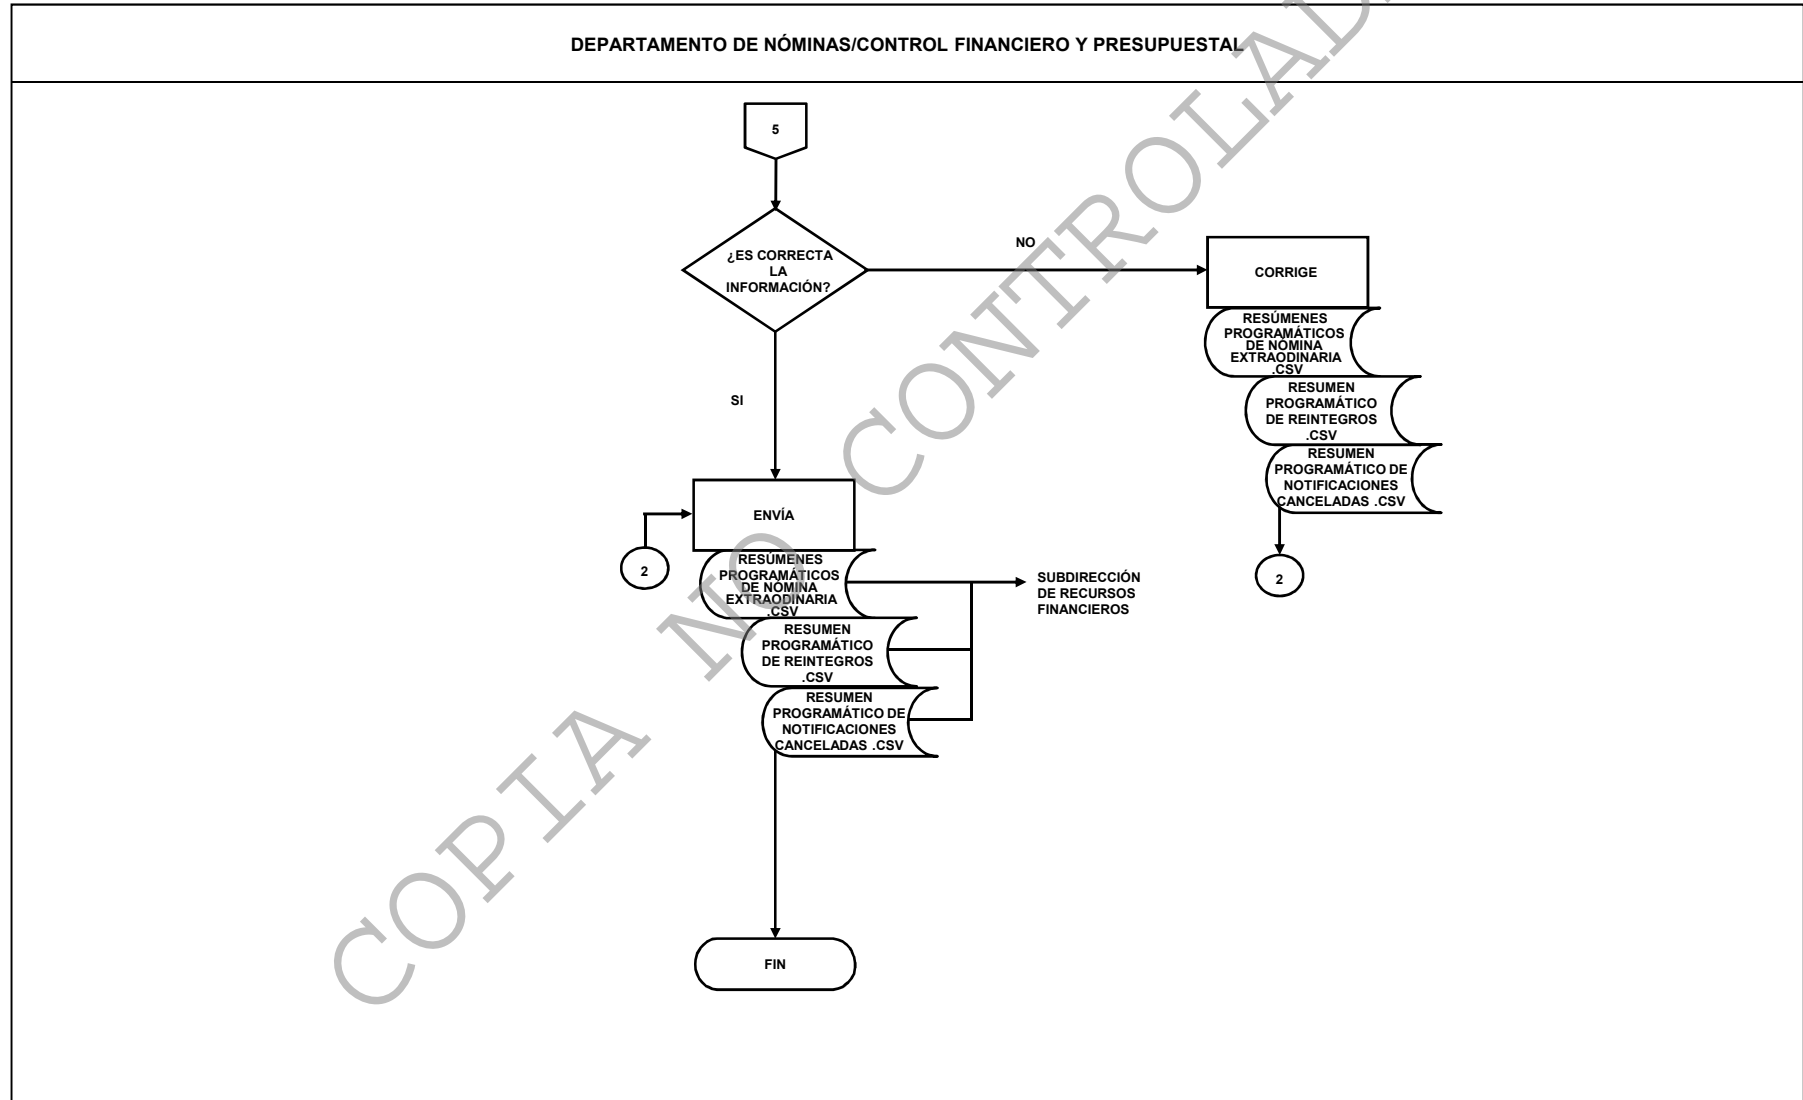 DEPARTAMENTO DE NÓMINAS/CONTROL FINANCIERO Y PRESUPUESTAL
5
¿ES CORRECTA
LA
INFORMACIÓN?
NO
CORRIGE
RESÚMENES
PROGRAMÁTICOS
DE NÓMINA
EXTRAODINARIA
.CSV
RESUMEN
PROGRAMÁTICO
DE REINTEGROS
.CSV
RESUMEN
PROGRAMÁTICO DE
NOTIFICACIONES
CANCELADAS .CSV
2
SI
ENVÍA
2
RESÚMENES
PROGRAMÁTICOS
DE NÓMINA
EXTRAODINARIA
.CSV
SUBDIRECCIÓN
DE RECURSOS
FINANCIEROS
RESUMEN
PROGRAMÁTICO
DE REINTEGROS
.CSV
RESUMEN
PROGRAMÁTICO DE
NOTIFICACIONES
CANCELADAS .CSV
FIN
COPIA NO CONTROLAD